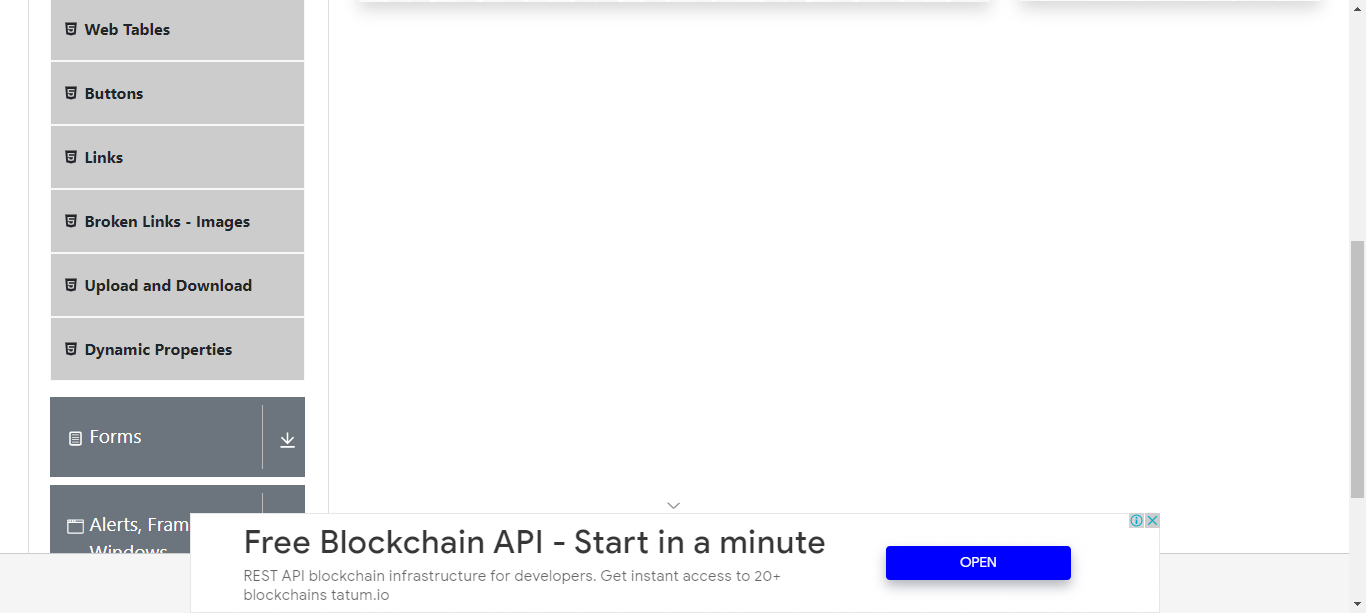 Web Tables
Buttons
Links
Broken Links - Images
Upload and Download
Dynamic Properties
Forms
Alerts, Fram
Windows
Free Blockchain API - Start in a minute
REST API blockchain infrastructure for developers. Get instant access to 20+
blockchains tatum.io
OPEN